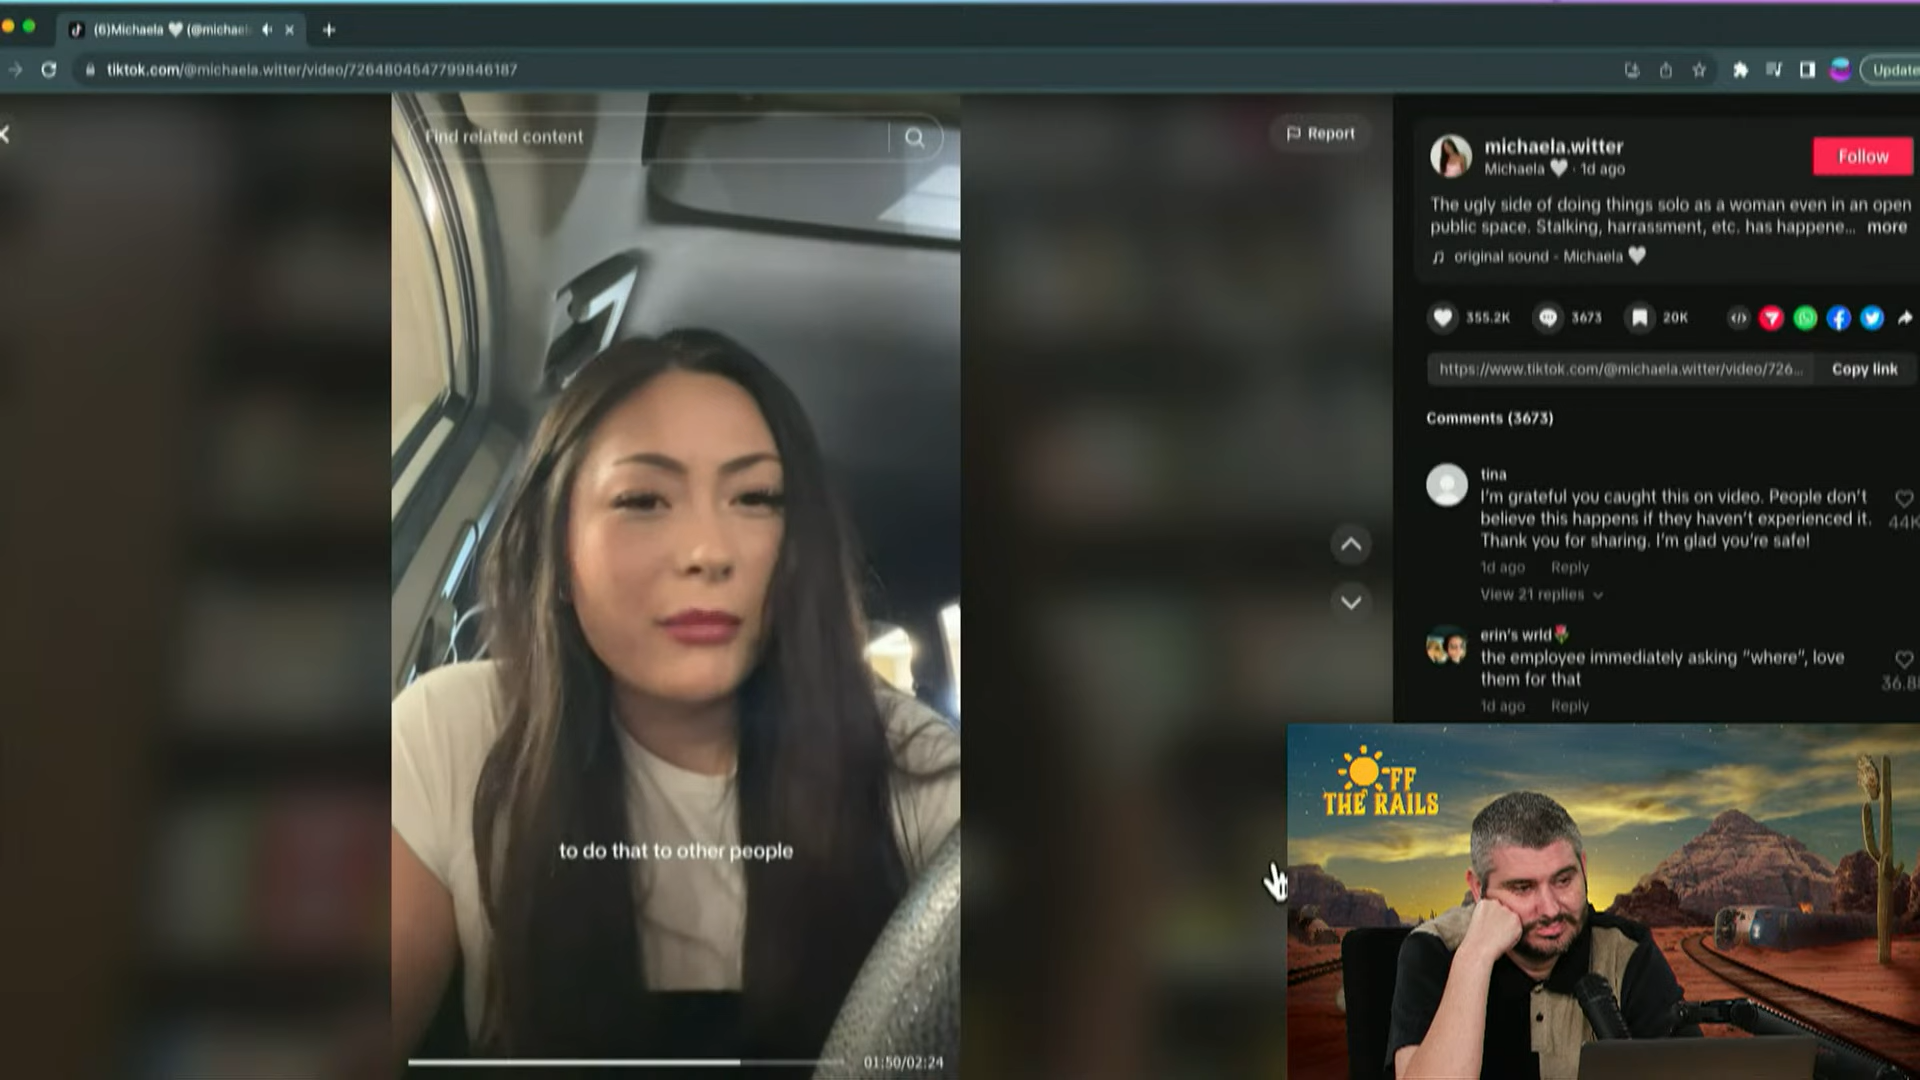 (6)Michaela 🤍 (@michae
tiktok.com/@michaela.witter/video/7264804547799846187
Update
Find related content
Report
michaela.witter
Michaela 🤍 · 1d ago
Follow
The ugly side of doing things solo as a woman even in an open
public space. Stalking, harrassment, etc. has happene... more
♫ original sound - Michaela 🤍
355.2K
3673
20K
https://www.tiktok.com/@michaela.witter/video/726...
Copy link
Comments (3673)
tina
I'm grateful you caught this on video. People don't
believe this happens if they haven't experienced it.
Thank you for sharing. I'm glad you're safe!
44K
1d ago Reply
View 21 replies
erin's wrld🌹
the employee immediately asking "where", love
them for that
36.8
1d ago Reply
OFF
THE RAILS
to do that to other people
01:50/02:24